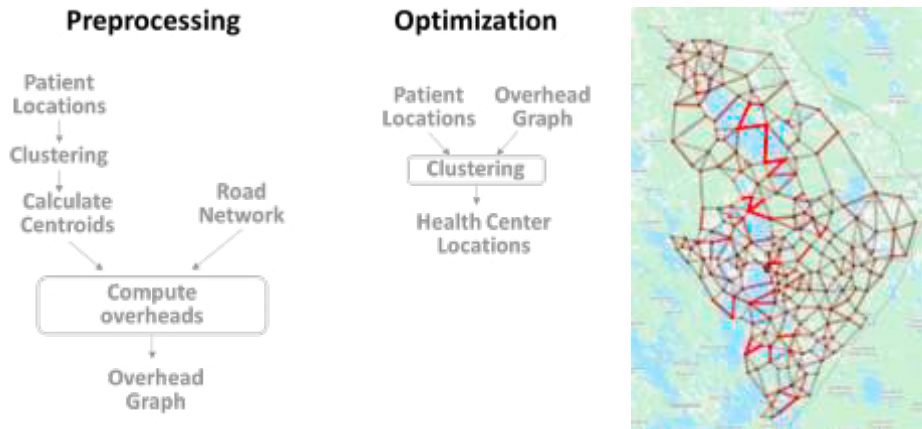 Preprocessing
Patient
Locations
Clustering
Calculate
Centroids
Road
Network
Compute
overheads
Overhead
Graph
Optimization
Patient
Locations
Overhead
Graph
Clustering
Health Center
Locations